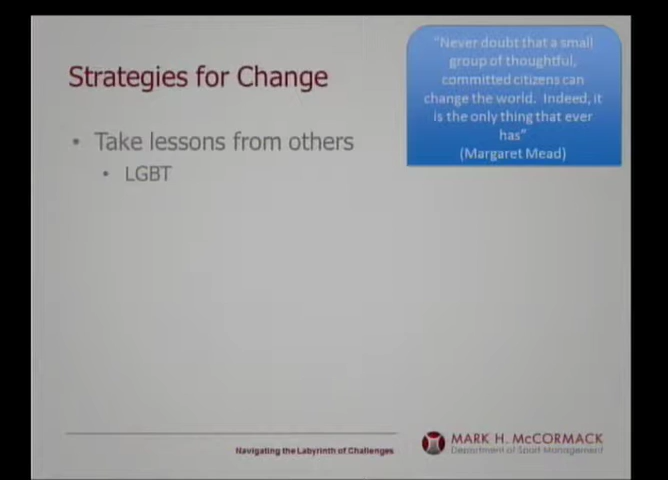 Strategies for Change
"Never doubt that a small
group of thoughtful,
committed citizens can
change the world. Indeed, it
is the only thing that ever
has"
(Margaret Mead)
• Take lessons from others
• LGBT
Navigating the Labyrinth of Challenges
MARK H. McCORMACK
Department of Sport Management